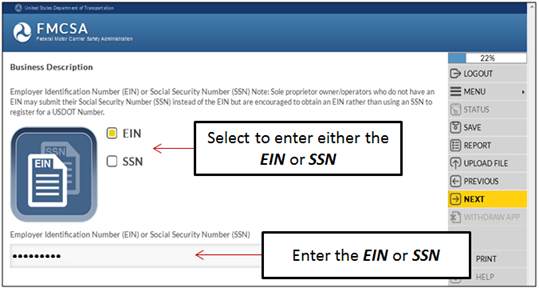 United States Department of Transportation
FMCSA
Federal Motor Carrier Safety Administration
22%
Business Description
LOGOUT
Employer Identification Number (EIN) or Social Security Number (SSN) Note: Sole proprietor owner/operators who do not have an
EIN may submit their Social Security Number (SSN) instead of the EIN but are encouraged to obtain an EIN rather than using an SSN to
register for a USDOT Number.
MENU
STATUS
SAVE
REPORT
UPLOAD FILE
PREVIOUS
NEXT
WITHDRAW APP
PRINT
HELP
SSN
EIN
EIN
SSN
Select to enter either the
EIN or SSN
Employer Identification Number (EIN) or Social Security Number (SSN)
•••••••••
Enter the EIN or SSN